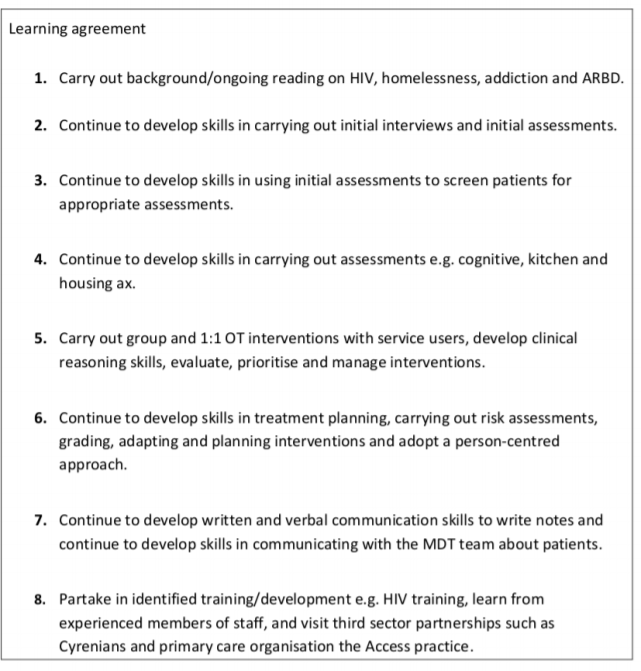 Learning agreement
1. Carry out background/ongoing reading on HIV, homelessness, addiction and ARBD.
2. Continue to develop skills in carrying out initial interviews and initial assessments.
3. Continue to develop skills in using initial assessments to screen patients for
appropriate assessments.
4. Continue to develop skills in carrying out assessments e.g. cognitive, kitchen and
housing ax.
5. Carry out group and 1:1 OT interventions with service users, develop clinical
reasoning skills, evaluate, prioritise and manage interventions.
6. Continue to develop skills in treatment planning, carrying out risk assessments,
grading, adapting and planning interventions and adopt a person-centred
approach.
7. Continue to develop written and verbal communication skills to write notes and
continue to develop skills in communicating with the MDT team about patients.
8. Partake in identified training/development e.g. HIV training, learn from
experienced members of staff, and visit third sector partnerships such as
Cyrenians and primary care organisation the Access practice.